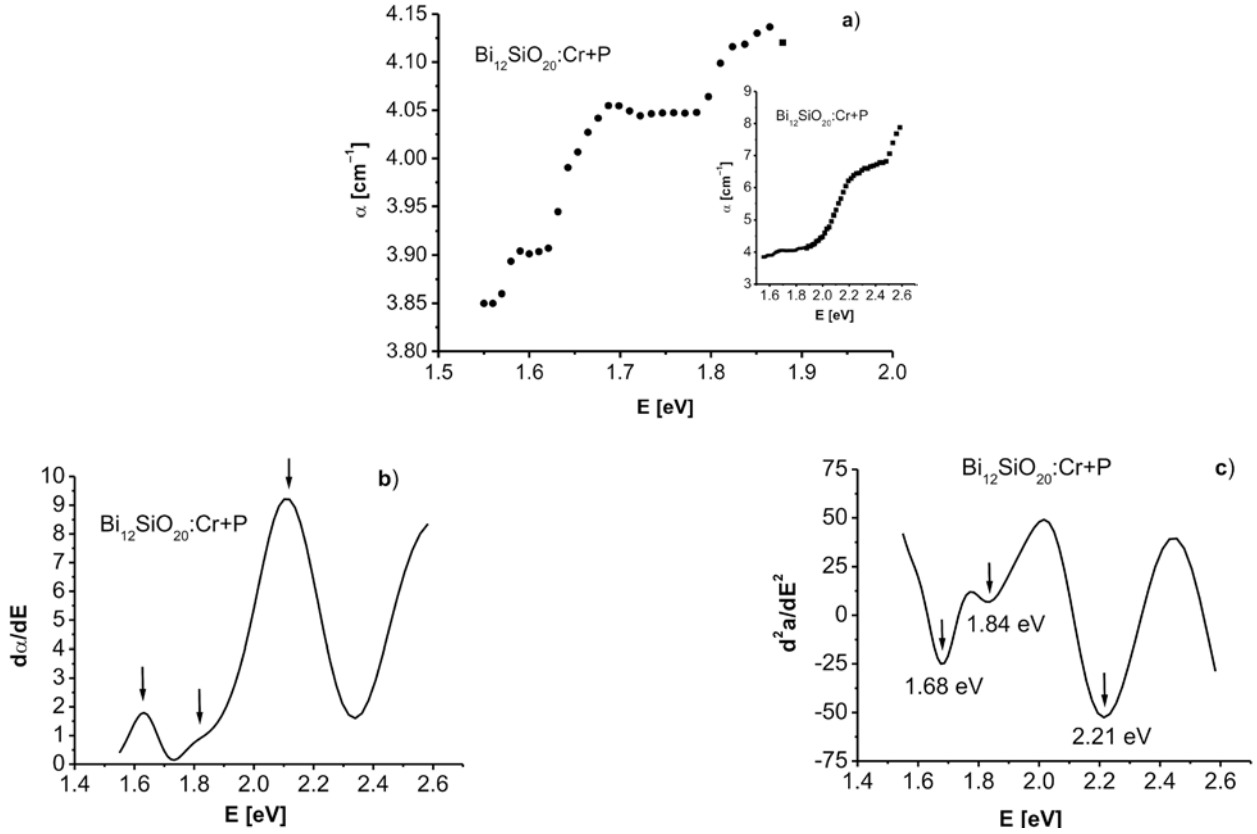 a)
Bi₁₂SiO₂₀:Cr+P
4.15
4.10
4.05
4.00
3.95
3.90
3.85
3.80
α [cm⁻¹]
1.5 1.6 1.7 1.8 1.9 2.0
E [eV]
Bi₁₂SiO₂₀:Cr+P
9
8
7
6
5
4
3
α [cm⁻¹]
1.6 1.8 2.0 2.2 2.4 2.6
E [eV]
b)
Bi₁₂SiO₂₀:Cr+P
10
9
8
7
6
5
4
3
2
1
0
dα/dE
1.4 1.6 1.8 2.0 2.2 2.4 2.6
E [eV]
c)
Bi₁₂SiO₂₀:Cr+P
75
50
25
0
-25
-50
-75
d²a/dE²
1.84 eV
1.68 eV
2.21 eV
1.4 1.6 1.8 2.0 2.2 2.4 2.6
E [eV]